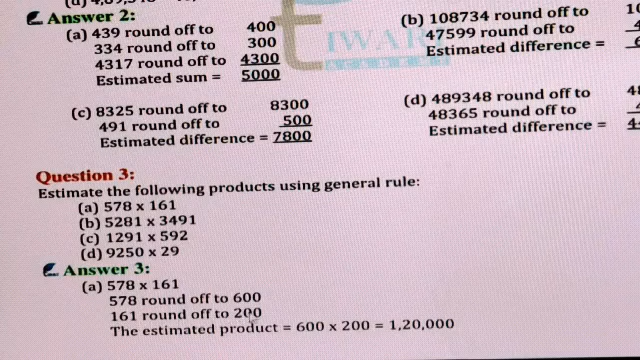 Answer 2:
(a) 439 round off to 400
334 round off to 300
4317 round off to 4300
Estimated sum = 5000
(b) 108734 round off to
47599 round off to
Estimated difference =
TIWARI
ACADEMY
(c) 8325 round off to 8300
491 round off to 500
Estimated difference = 7800
(d) 489348 round off to
48365 round off to
Estimated difference =
Question 3:
Estimate the following products using general rule:
(a) 578 x 161
(b) 5281 x 3491
(c) 1291 x 592
(d) 9250 x 29
Answer 3:
(a) 578 x 161
578 round off to 600
161 round off to 200
The estimated product = 600 x 200 = 1,20,000